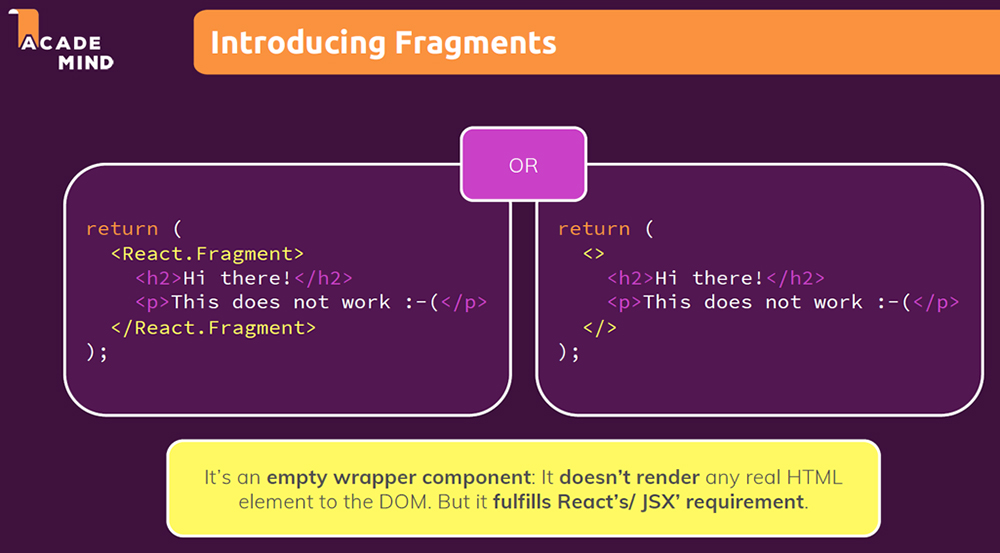 ACADE
MIND
Introducing Fragments
OR
return (
<React.Fragment>
<h2>Hi there!</h2>
<p>This does not work :-(</p>
</React.Fragment>
);
return (
<>
<h2>Hi there!</h2>
<p>This does not work :-(</p>
</>
);
It’s an empty wrapper component: It doesn’t render any real HTML
element to the DOM. But it fulfills React’s/ JSX’ requirement.